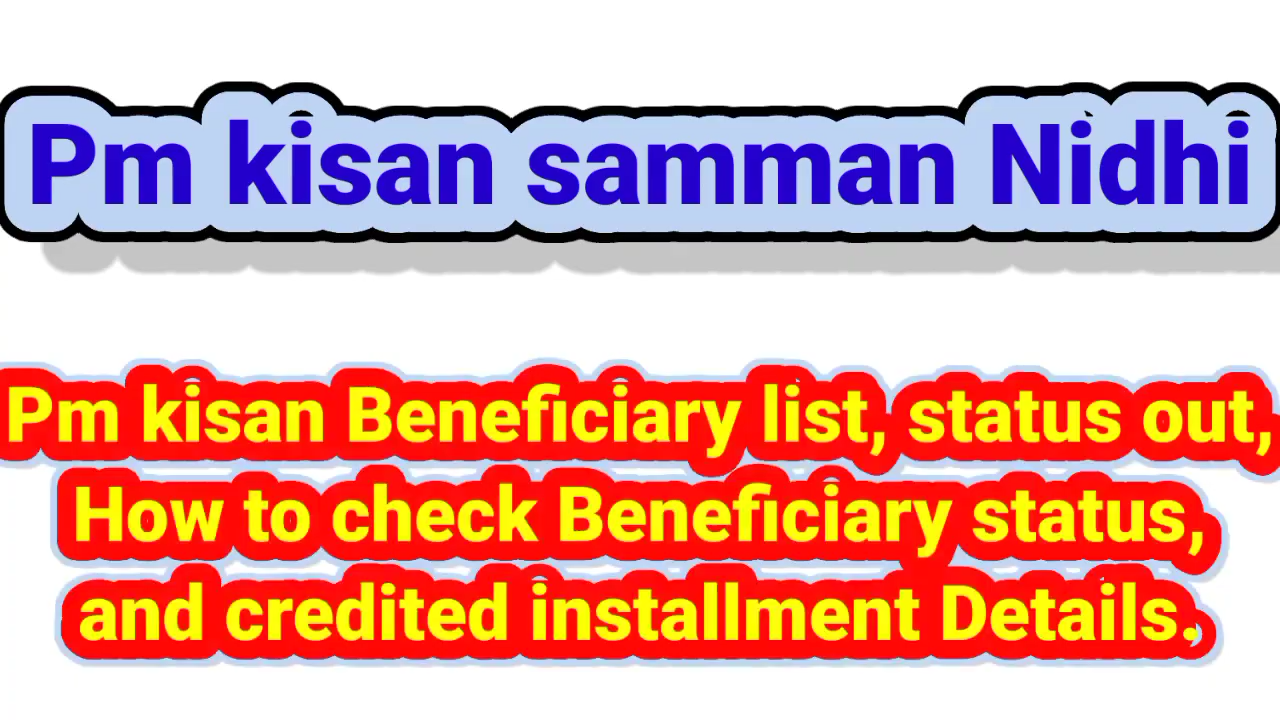 Pm kisan samman Nidhi
Pm kisan Beneficiary list, status out,
How to check Beneficiary status,
and credited installment Details.